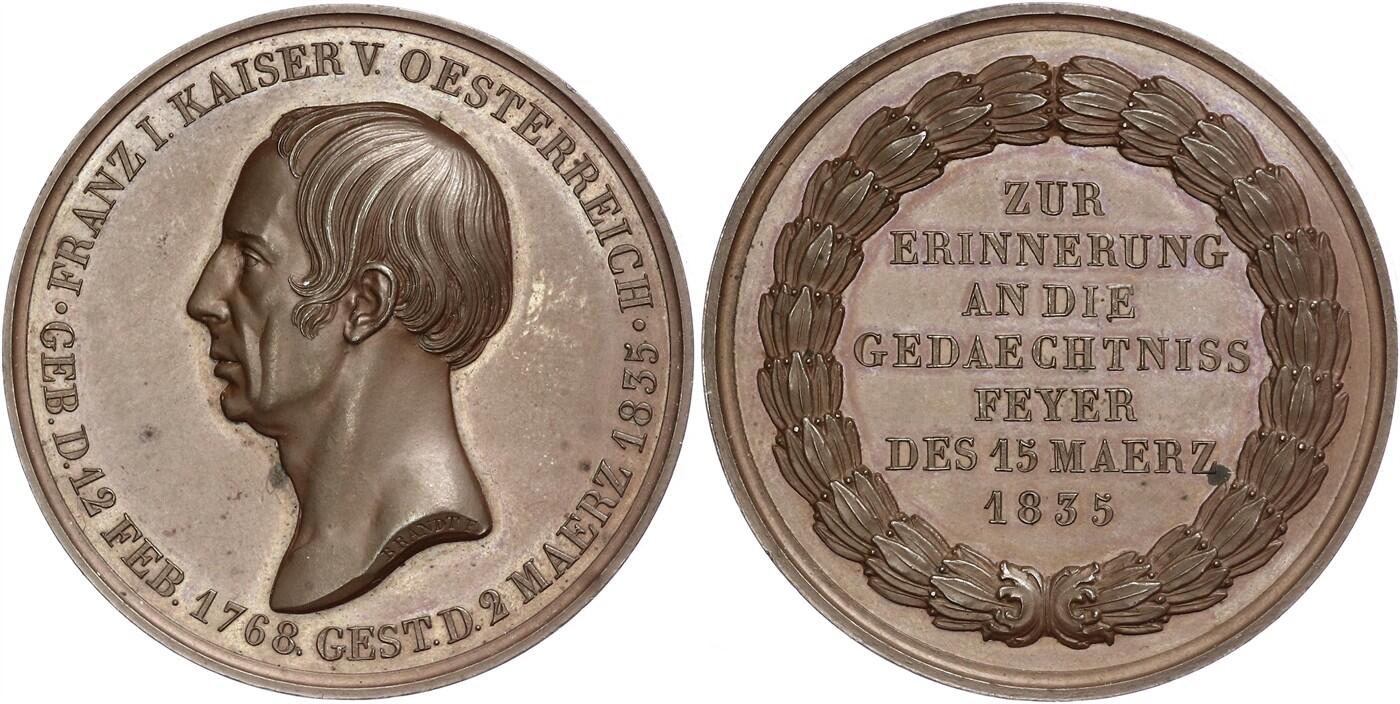 · FRANZ I. KAISER V. OESTERREICH ·
GEB. D. 12 FEB. 1768. GEST. D. 2 MAERZ 1835
BRANDT F.
ZUR
ERINNERUNG
AN DIE
GEDAECHTNISS
FEYER
DES 15 MAERZ
1835